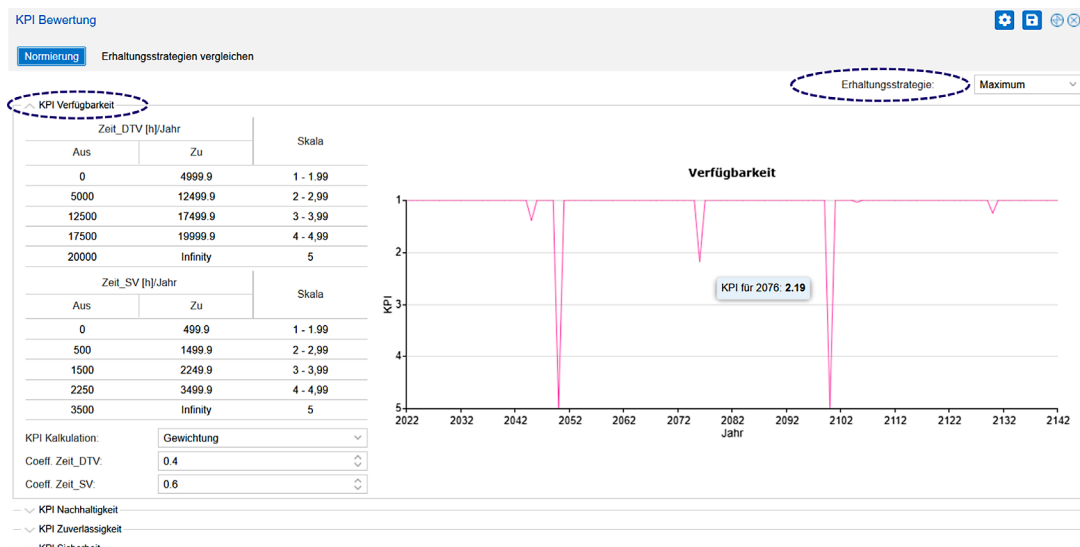 KPI Bewertung
Normierung Erhaltungsstrategien vergleichen
Erhaltungsstrategie: Maximum
KPI Verfügbarkeit
Zeit_DTV [h]/Jahr Skala
Aus Zu
0 4999.9 1 - 1.99
5000 12499.9 2 - 2,99
12500 17499.9 3 - 3,99
17500 19999.9 4 - 4,99
20000 Infinity 5
Zeit_SV [h]/Jahr Skala
Aus Zu
0 499.9 1 - 1.99
500 1499.9 2 - 2,99
1500 2249.9 3 - 3,99
2250 3499.9 4 - 4,99
3500 Infinity 5
KPI Kalkulation: Gewichtung
Coeff. Zeit_DTV: 0.4
Coeff. Zeit_SV: 0.6
Verfügbarkeit
1
2
3
4
5
KPI
KPI für 2076: 2.19
2022 2032 2042 2052 2062 2072 2082 2092 2102 2112 2122 2132 2142
Jahr
KPI Nachhaltigkeit
KPI Zuverlässigkeit
KPI Sicherheit